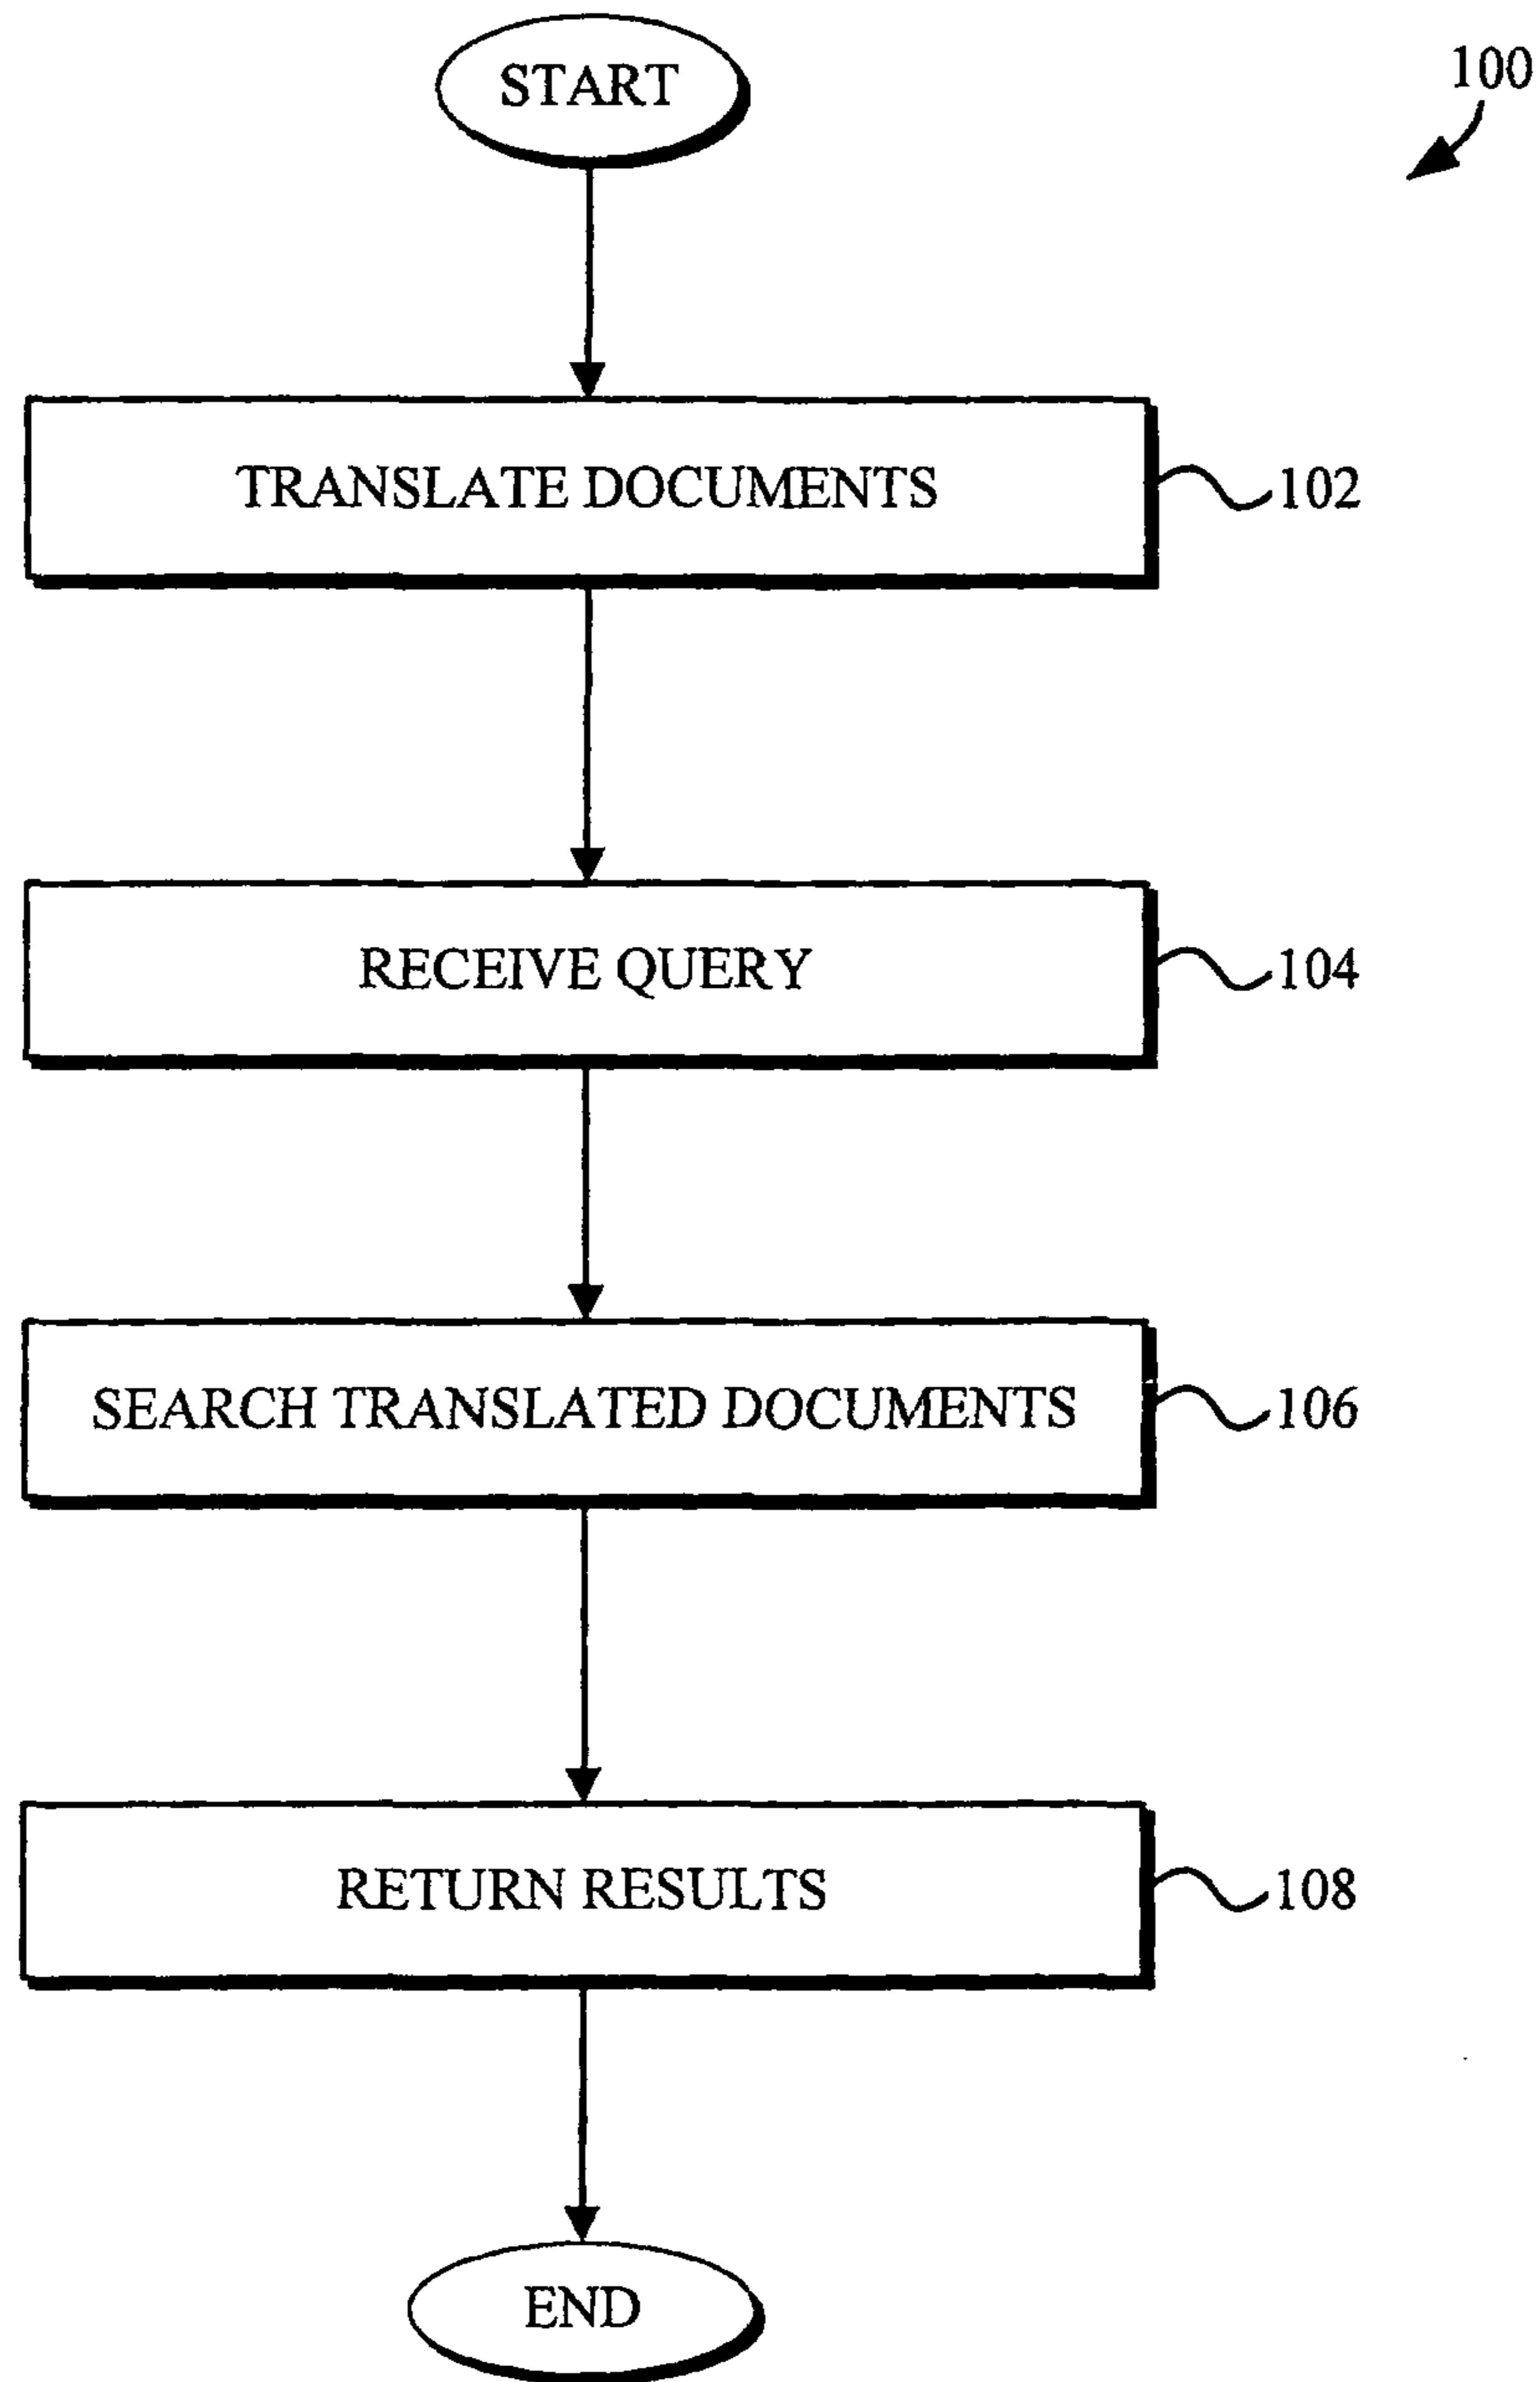 START
100
TRANSLATE DOCUMENTS
102
RECEIVE QUERY
104
SEARCH TRANSLATED DOCUMENTS
106
RETURN RESULTS
108
END